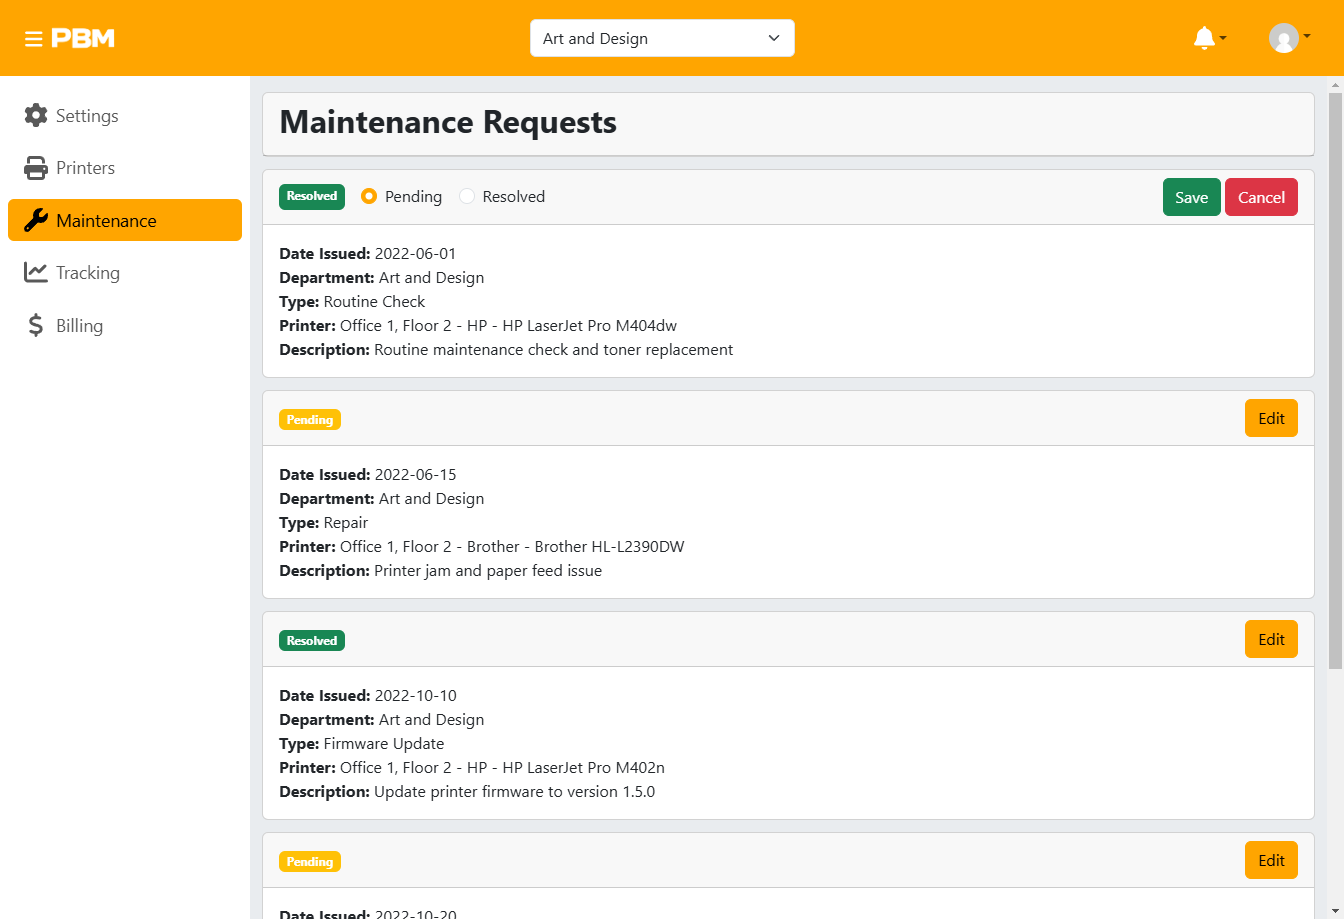 PBM
Art and Design
Settings
Printers
Maintenance
Tracking
Billing
Maintenance Requests
Resolved Pending Resolved Save Cancel
Date Issued: 2022-06-01
Department: Art and Design
Type: Routine Check
Printer: Office 1, Floor 2 - HP - HP LaserJet Pro M404dw
Description: Routine maintenance check and toner replacement
Pending Edit
Date Issued: 2022-06-15
Department: Art and Design
Type: Repair
Printer: Office 1, Floor 2 - Brother - Brother HL-L2390DW
Description: Printer jam and paper feed issue
Resolved Edit
Date Issued: 2022-10-10
Department: Art and Design
Type: Firmware Update
Printer: Office 1, Floor 2 - HP - HP LaserJet Pro M402n
Description: Update printer firmware to version 1.5.0
Pending Edit
Date Issued: 2022-10-20